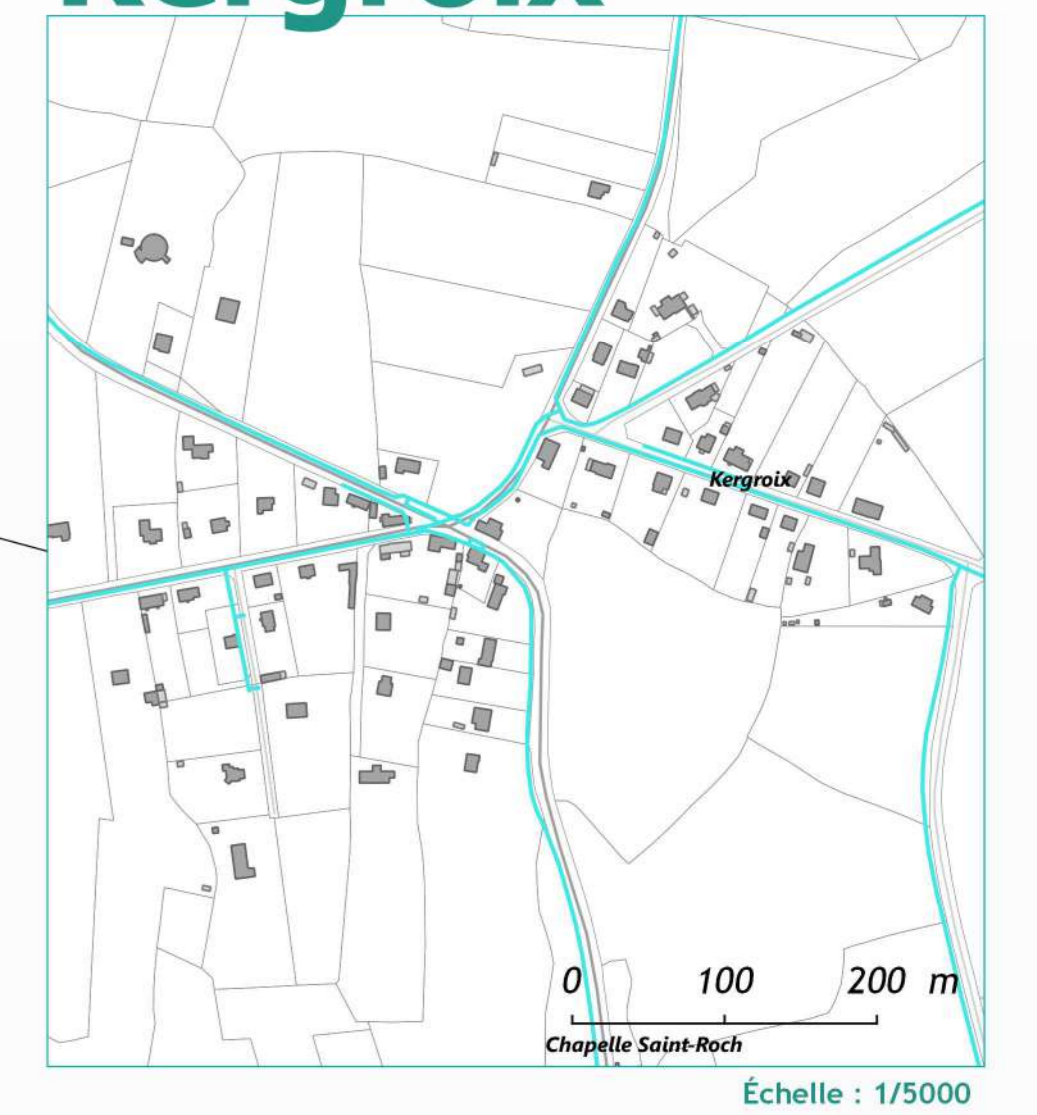 Kergroix
Kergroix
0 100 200 m
Chapelle Saint-Roch
Échelle : 1/5000